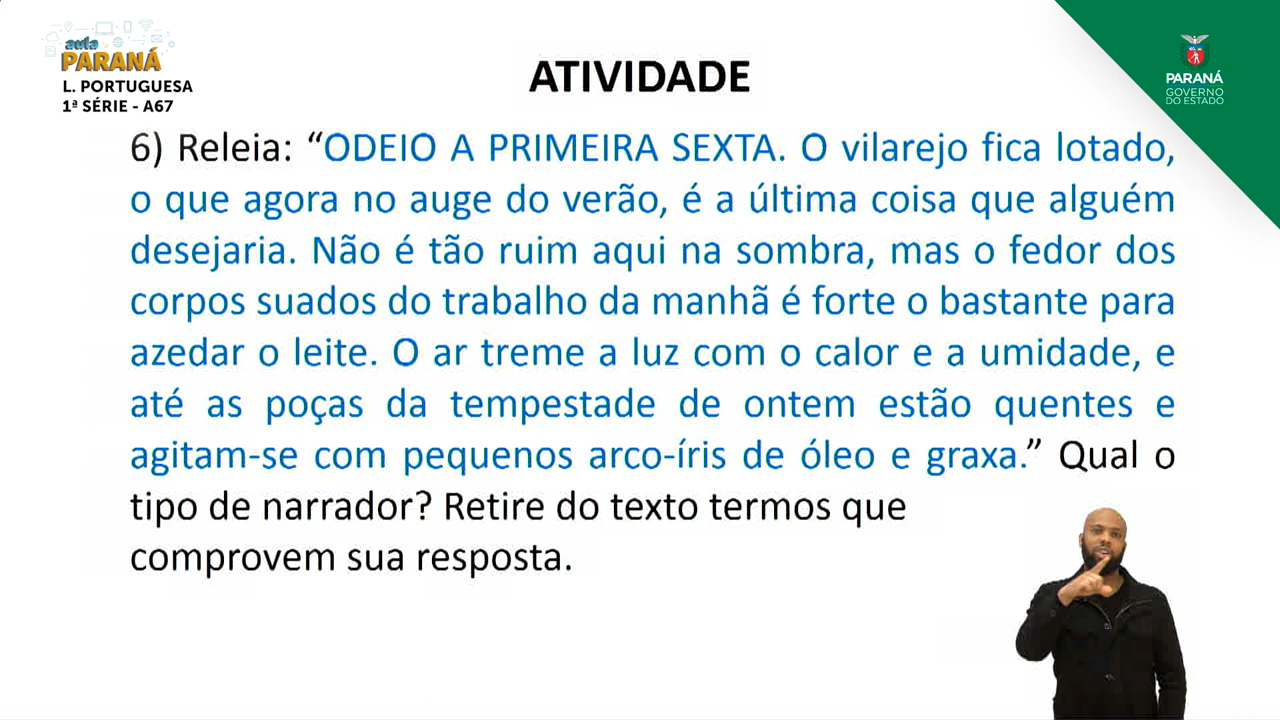 aula
PARANÁ
L. PORTUGUESA
1ª SÉRIE - A67
ATIVIDADE
PARANÁ
GOVERNO
DO ESTADO
6) Releia: “ODEIO A PRIMEIRA SEXTA. O vilarejo fica lotado,
o que agora no auge do verão, é a última coisa que alguém
desejaria. Não é tão ruim aqui na sombra, mas o fedor dos
corpos suados do trabalho da manhã é forte o bastante para
azedar o leite. O ar treme a luz com o calor e a umidade, e
até as poças da tempestade de ontem estão quentes e
agitam-se com pequenos arco-íris de óleo e graxa.” Qual o
tipo de narrador? Retire do texto termos que
comprovem sua resposta.